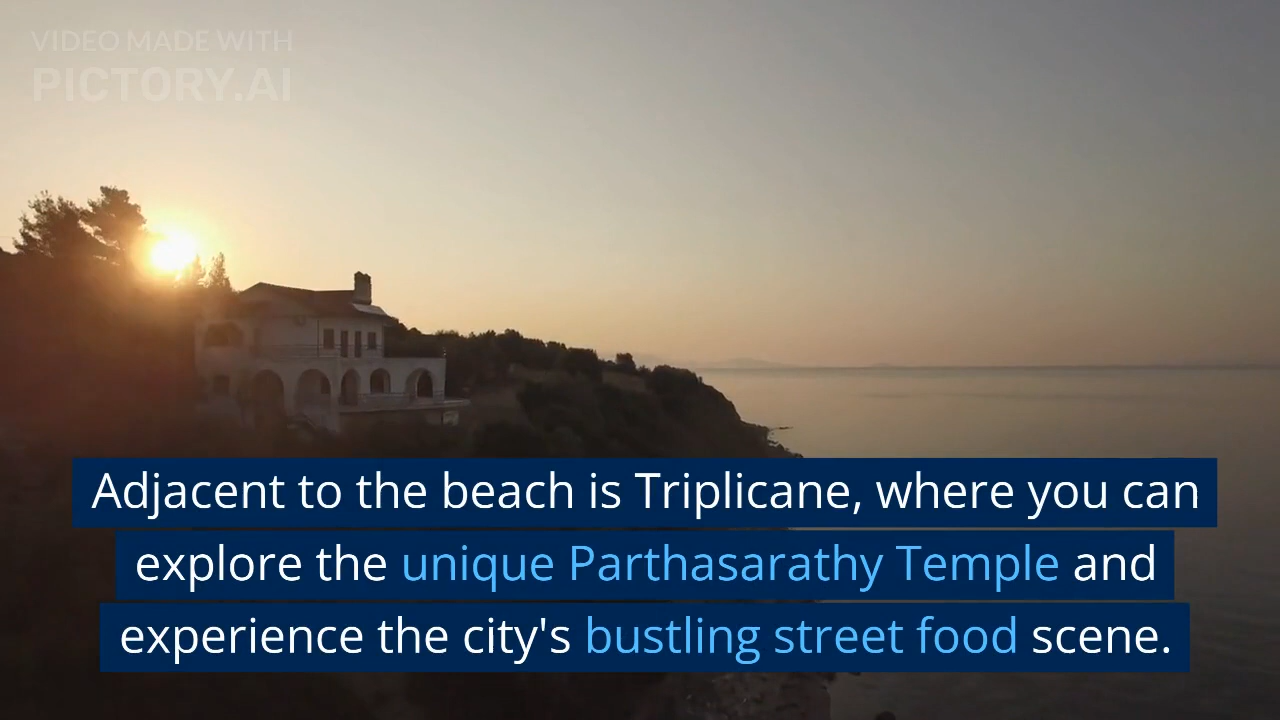 VIDEO MADE WITH
PICTORY.AI
Adjacent to the beach is Triplicane, where you can
explore the unique Parthasarathy Temple and
experience the city's bustling street food scene.